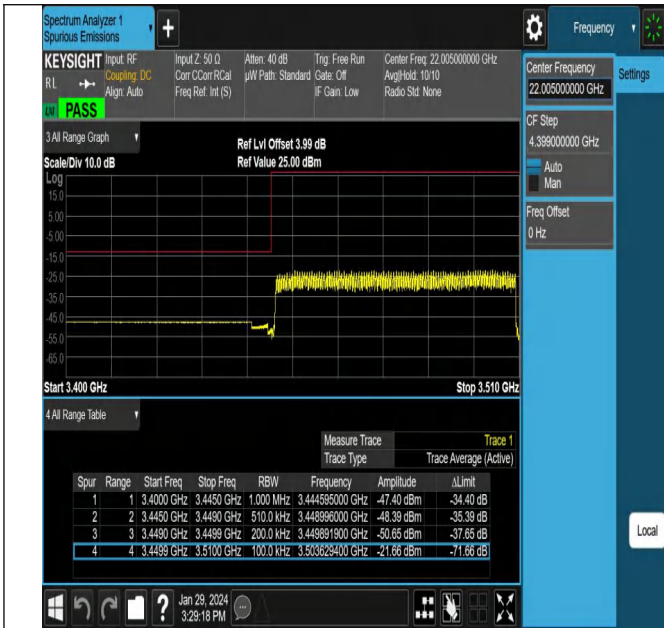 Spectrum Analyzer 1
Spurious Emissions
Frequency
KEYSIGHT
RL
Input: RF
Coupling: DC
Align: Auto
Input Z: 50 Ω
Corr CCorr RCal
Freq Ref: Int (S)
Atten: 40 dB
µW Path: Standard
Trig: Free Run
Gate: Off
IF Gain: Low
Center Freq: 22.005000000 GHz
Avg|Hold: 10/10
Radio Std: None
PASS
Center Frequency
22.005000000 GHz
Settings
CF Step
4.399000000 GHz
Auto
Man
Freq Offset
0 Hz
3 All Range Graph
Scale/Div 10.0 dB
Ref Lvl Offset 3.99 dB
Ref Value 25.00 dBm
Log
15.0
5.00
-5.00
-15.0
-25.0
-35.0
-45.0
-55.0
-65.0
Start 3.400 GHz
Stop 3.510 GHz
4 All Range Table
Measure Trace Trace 1
Trace Type Trace Average (Active)
Spur Range Start Freq Stop Freq RBW Frequency Amplitude ΔLimit
1 1 3.4000 GHz 3.4450 GHz 1.000 MHz 3.444595000 GHz -47.40 dBm -34.40 dB
2 2 3.4450 GHz 3.4490 GHz 510.0 kHz 3.448996000 GHz -48.39 dBm -35.39 dB
3 3 3.4490 GHz 3.4499 GHz 200.0 kHz 3.449891900 GHz -50.65 dBm -37.65 dB
4 4 3.4499 GHz 3.5100 GHz 100.0 kHz 3.503629400 GHz -21.66 dBm -71.66 dB
Local
Jan 29, 2024
3:29:18 PM